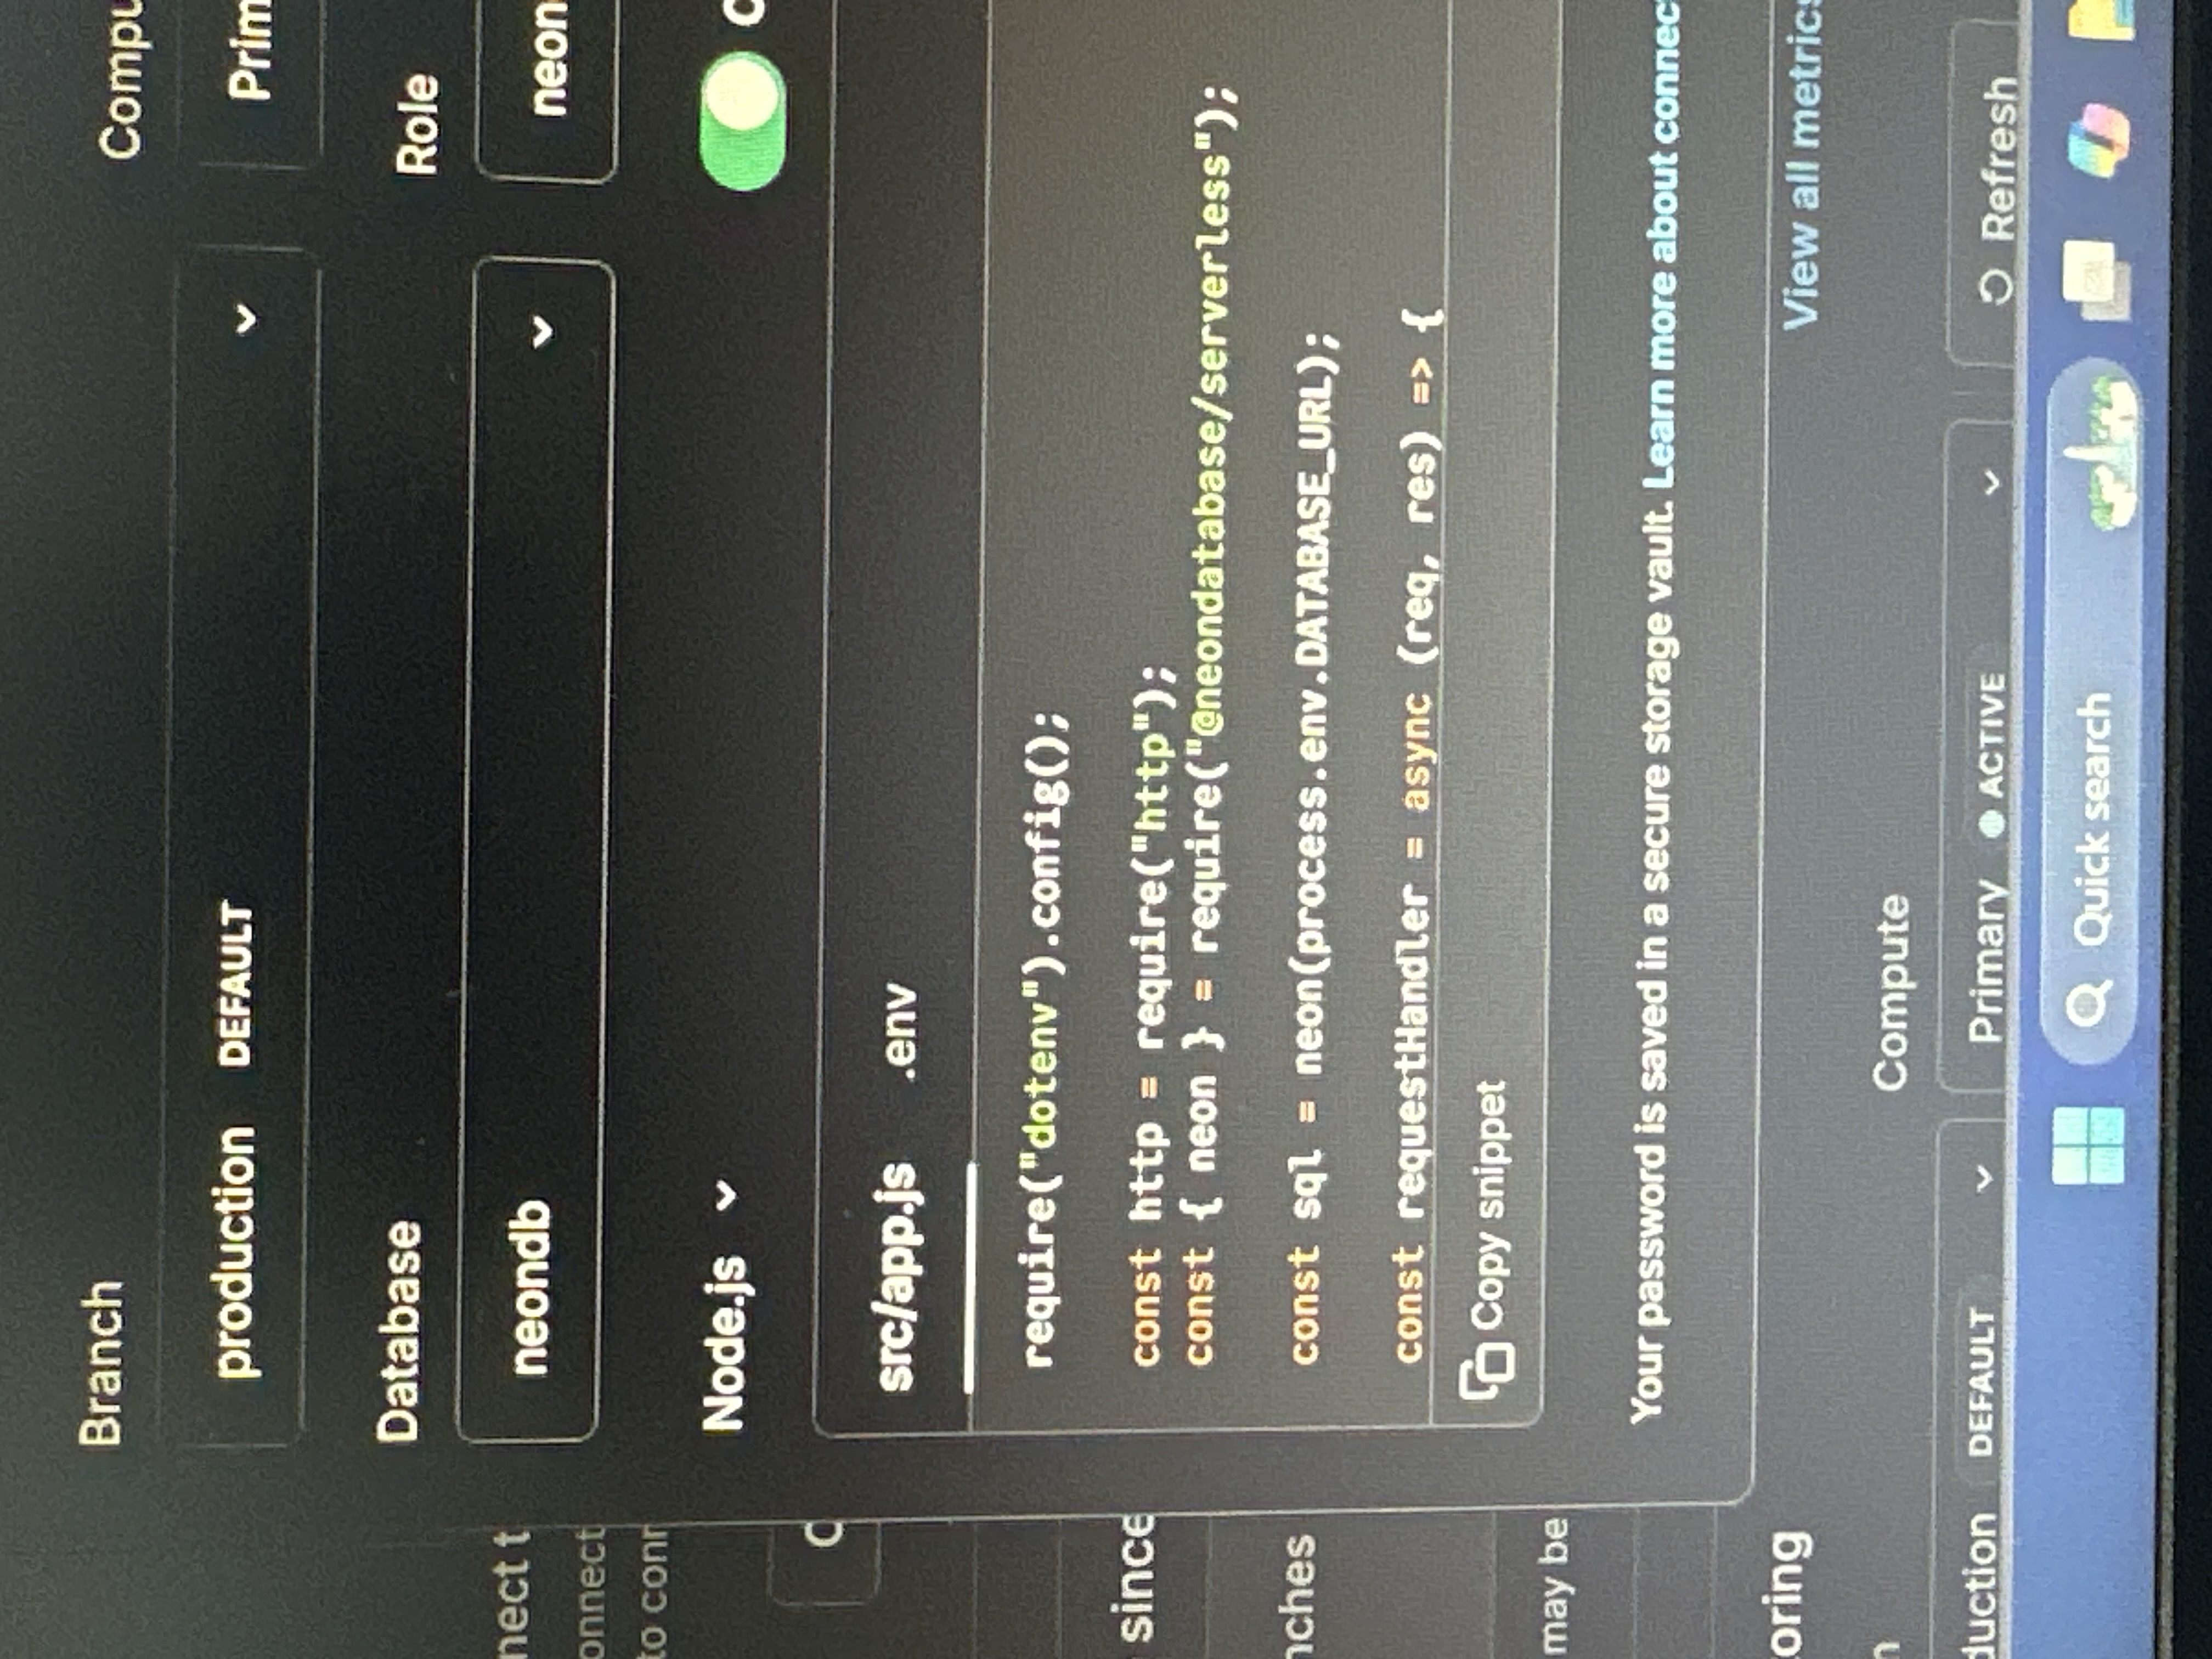 Branch
Compu
production DEFAULT
Prim
Database
Role
neondb
neon
nect t
onnect
to conn
Node.js
C
C
src/app.js .env
require("dotenv").config();
const http = require("http");
const { neon } = require("@neondatabase/serverless");
const sql = neon(process.env.DATABASE_URL);
const requestHandler = async (req, res) => {
since
nches
Copy snippet
may be
Your password is saved in a secure storage vault. Learn more about connect
oring
View all metrics
n
Compute
duction DEFAULT
Primary ACTIVE
Refresh
Quick search